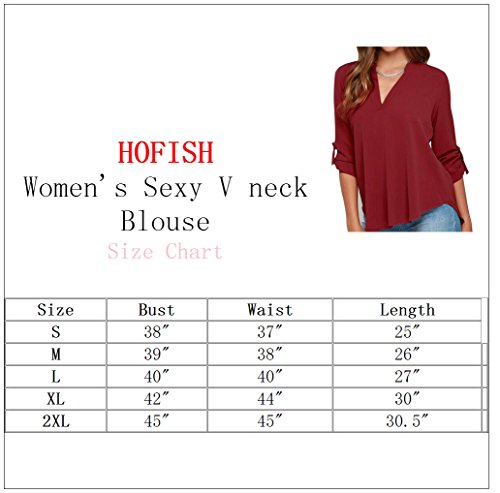 HOFISH
Women's Sexy V neck
Blouse
Size Chart
Size Bust Waist Length
S 38" 37" 25"
M 39" 38" 26"
L 40" 40" 27"
XL 42" 44" 30"
2XL 45" 45" 30.5"